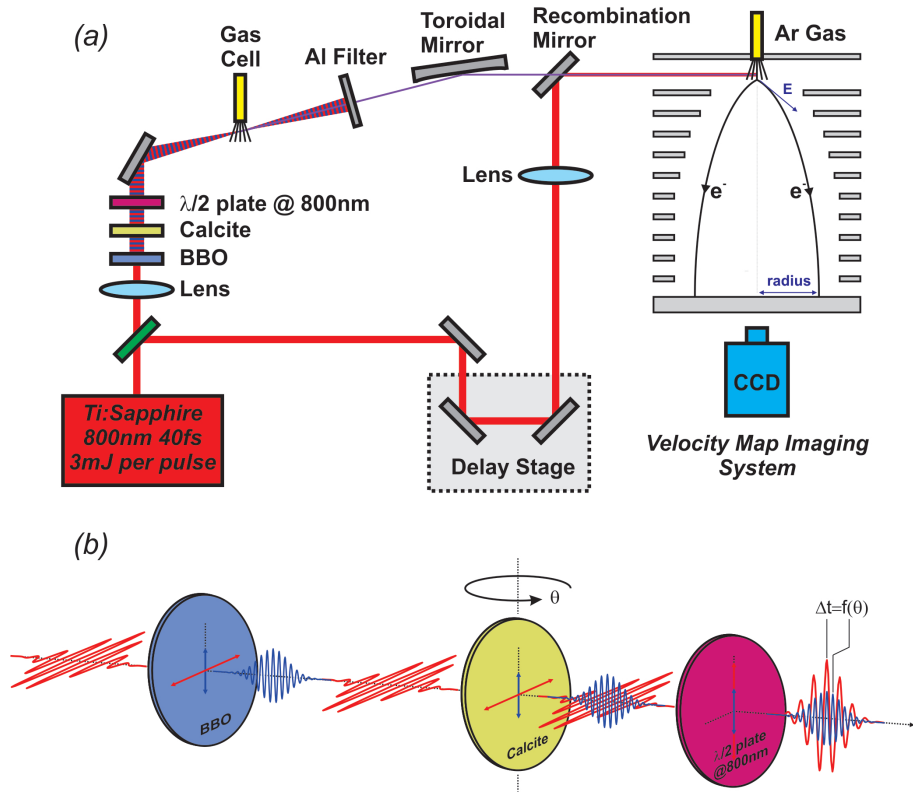 (a)
Gas
Cell
Al Filter
Toroidal
Mirror
Recombination
Mirror
Ar Gas
E
Lens
λ/2 plate @ 800nm
Calcite
BBO
Lens
e-
e-
radius
Ti:Sapphire
800nm 40fs
3mJ per pulse
Delay Stage
CCD
Velocity Map Imaging
System
(b)
θ
Δt=f(θ)
BBO
Calcite
λ/2 plate
@800nm